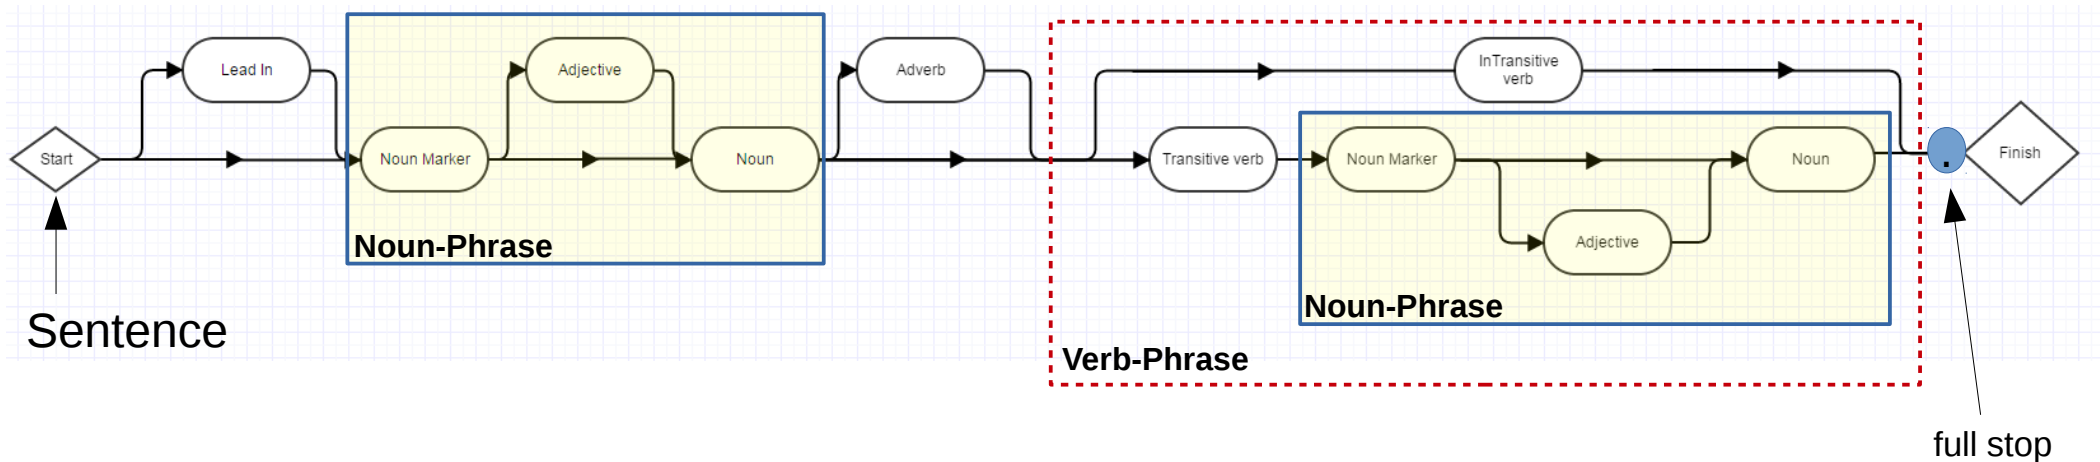 Lead In
Adjective
Adverb
InTransitive
verb
Start
Noun Marker
Noun
Transitive verb
Noun Marker
Noun
.
Finish
Adjective
Noun-Phrase
Noun-Phrase
Sentence
Verb-Phrase
full stop